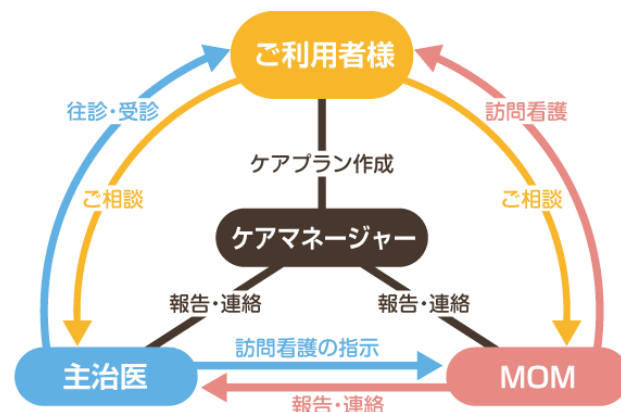 ご利用者様
往診・受診
訪問看護
ケアプラン作成
ご相談
ご相談
ケアマネージャー
報告・連絡
報告・連絡
訪問看護の指示
主治医
MOM
報告・連絡